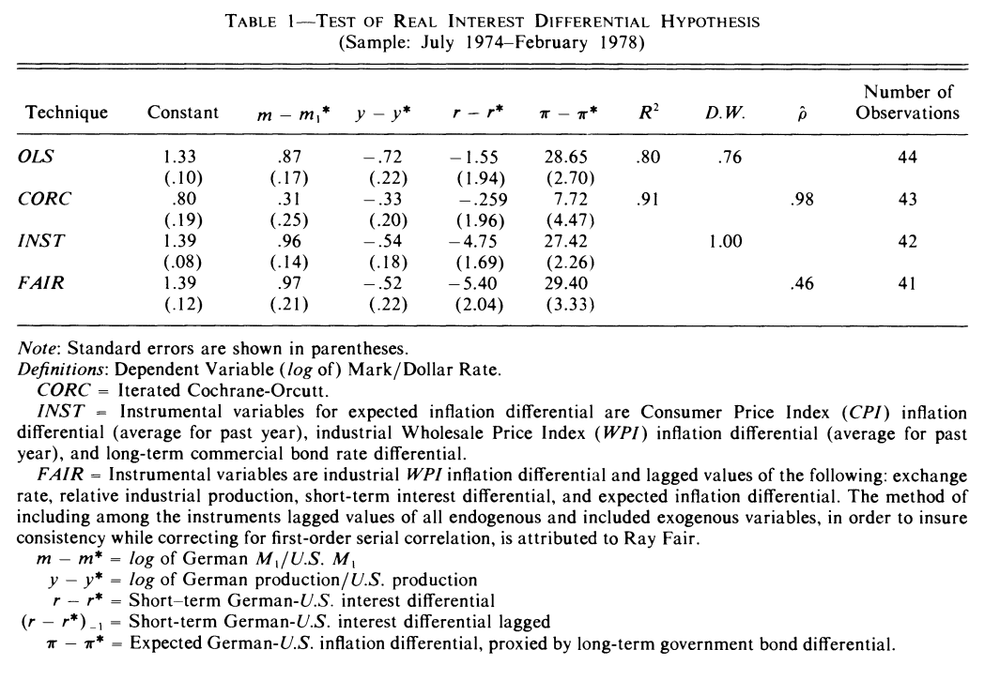 TABLE 1—TEST OF REAL INTEREST DIFFERENTIAL HYPOTHESIS
(Sample: July 1974–February 1978)
Number of
Technique Constant m − m₁* y − y* r − r* π − π* R² D.W. ρ̂ Observations
OLS 1.33 .87 −.72 −1.55 28.65 .80 .76 44
(.10) (.17) (.22) (1.94) (2.70)
CORC .80 .31 −.33 −.259 7.72 .91 .98 43
(.19) (.25) (.20) (1.96) (4.47)
INST 1.39 .96 −.54 −4.75 27.42 1.00 42
(.08) (.14) (.18) (1.69) (2.26)
FAIR 1.39 .97 −.52 −5.40 29.40 .46 41
(.12) (.21) (.22) (2.04) (3.33)
Note: Standard errors are shown in parentheses.
Definitions: Dependent Variable (log of) Mark/Dollar Rate.
CORC = Iterated Cochrane-Orcutt.
INST = Instrumental variables for expected inflation differential are Consumer Price Index (CPI) inflation
differential (average for past year), industrial Wholesale Price Index (WPI) inflation differential (average for past
year), and long-term commercial bond rate differential.
FAIR = Instrumental variables are industrial WPI inflation differential and lagged values of the following: exchange
rate, relative industrial production, short-term interest differential, and expected inflation differential. The method of
including among the instruments lagged values of all endogenous and included exogenous variables, in order to insure
consistency while correcting for first-order serial correlation, is attributed to Ray Fair.
m − m* = log of German M₁/U.S. M₁
y − y* = log of German production/U.S. production
r − r* = Short–term German-U.S. interest differential
(r − r*)₋₁ = Short-term German-U.S. interest differential lagged
π − π* = Expected German-U.S. inflation differential, proxied by long-term government bond differential.